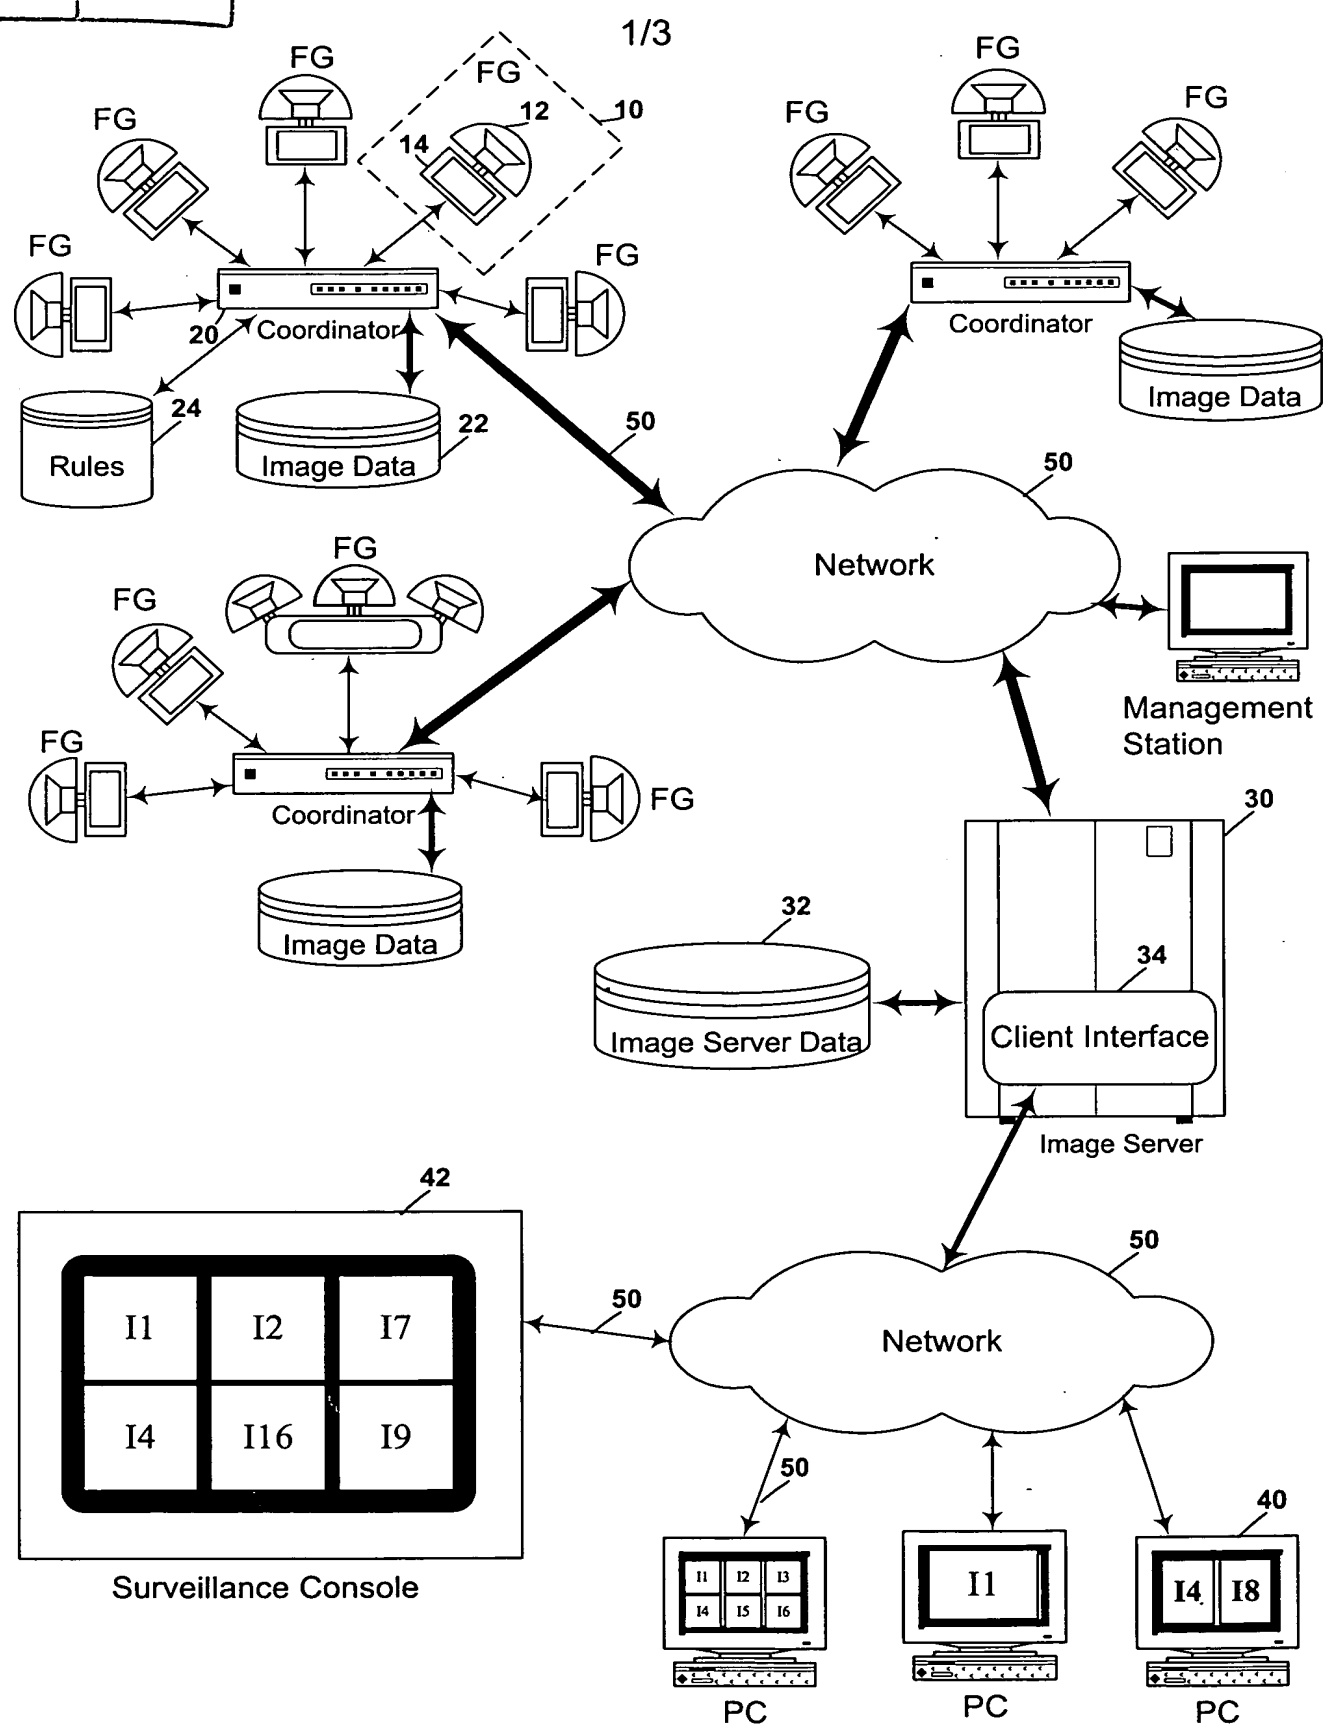 1/3
FG
FG
12
10
14
FG
FG
FG
20
Coordinator
24
Rules
22
Image Data
50
FG
FG
FG
Coordinator
Image Data
50
Network
Management
Station
FG
FG
FG
FG
Coordinator
Image Data
30
32
Image Server Data
34
Client Interface
Image Server
42
I1 I2 I7
I4 I16 I9
Surveillance Console
50
50
Network
50
I1 I2 I3
I4 I5 I6
PC
I1
PC
40
I4 I8
PC